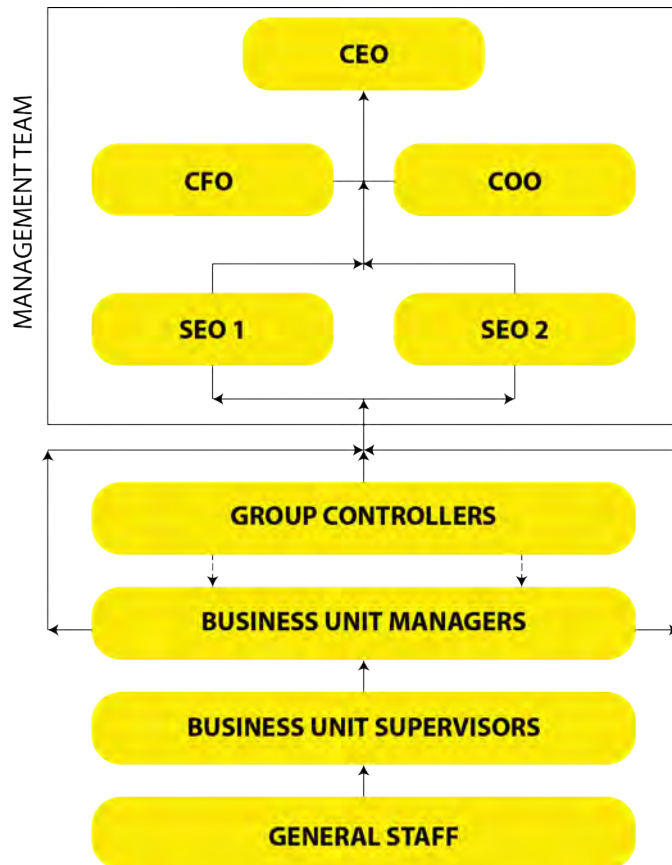 MANAGEMENT TEAM
CEO
CFO
COO
SEO 1
SEO 2
GROUP CONTROLLERS
BUSINESS UNIT MANAGERS
BUSINESS UNIT SUPERVISORS
GENERAL STAFF